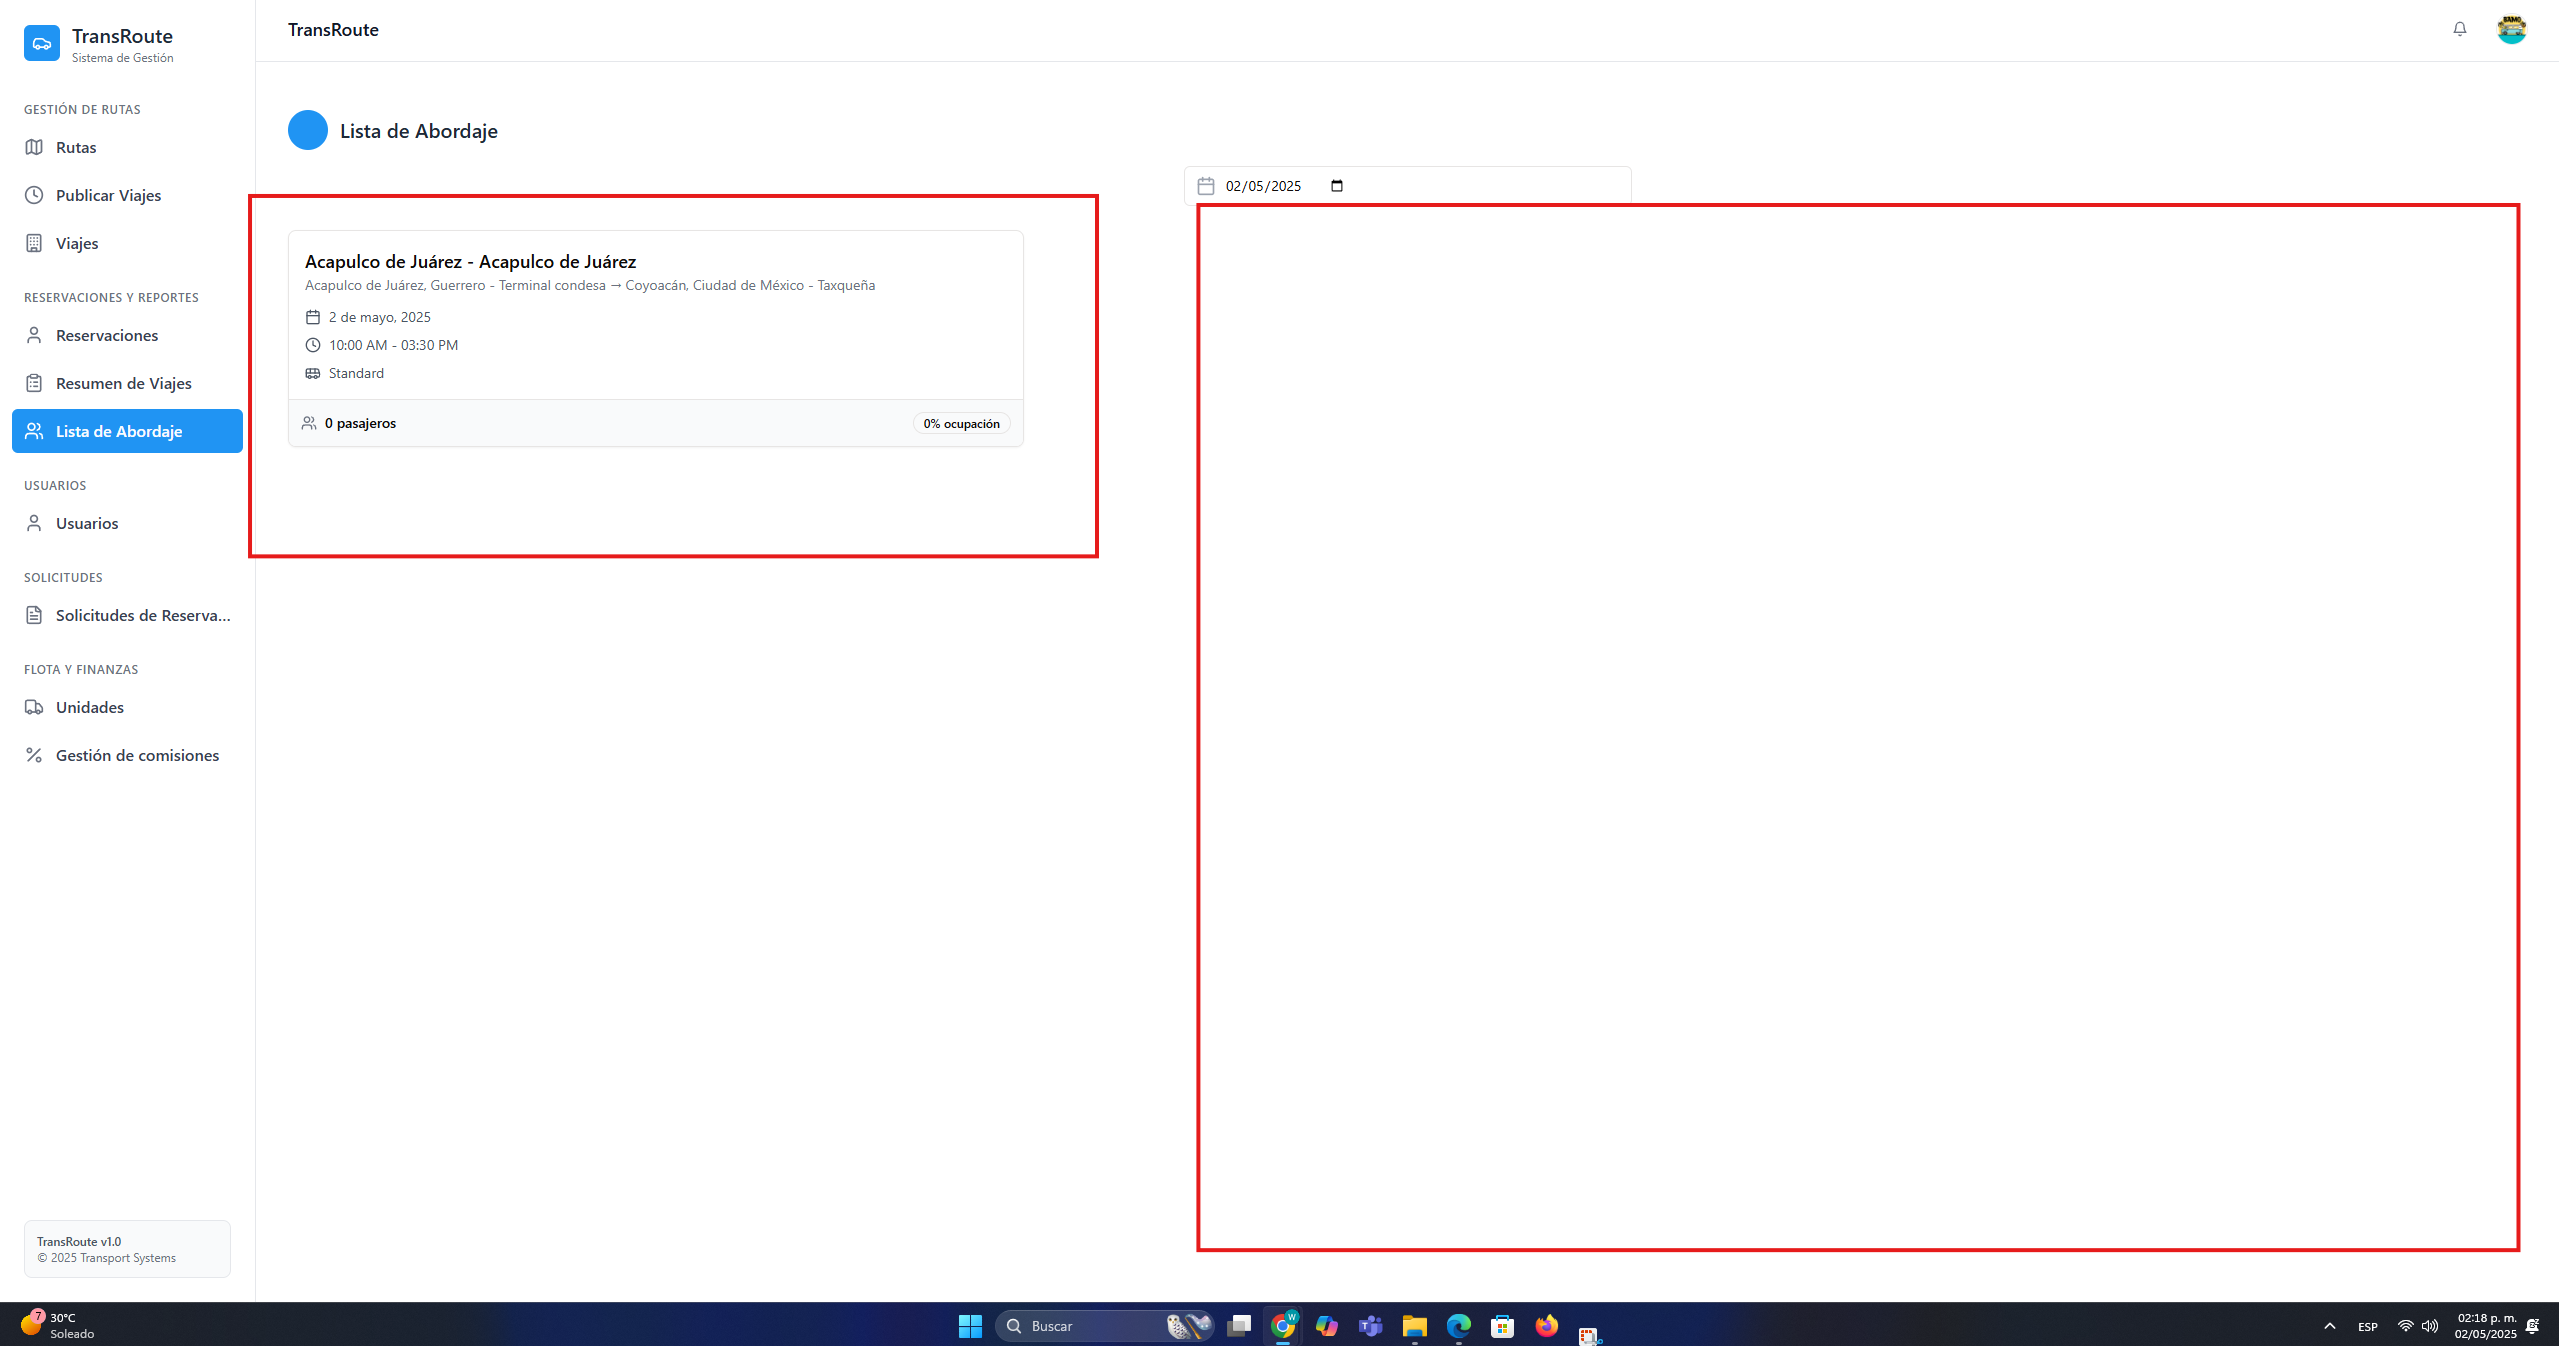 TransRoute
Sistema de Gestión
GESTIÓN DE RUTAS
Rutas
Publicar Viajes
Viajes
RESERVACIONES Y REPORTES
Reservaciones
Resumen de Viajes
Lista de Abordaje
USUARIOS
Usuarios
SOLICITUDES
Solicitudes de Reserva...
FLOTA Y FINANZAS
Unidades
Gestión de comisiones
TransRoute v1.0
© 2025 Transport Systems
TransRoute
Lista de Abordaje
02/05/2025
Acapulco de Juárez - Acapulco de Juárez
Acapulco de Juárez, Guerrero - Terminal condesa → Coyoacán, Ciudad de México - Taxqueña
2 de mayo, 2025
10:00 AM - 03:30 PM
Standard
0 pasajeros
0% ocupación
7
30°C
Soleado
Buscar
W
ESP
02:18 p. m.
02/05/2025